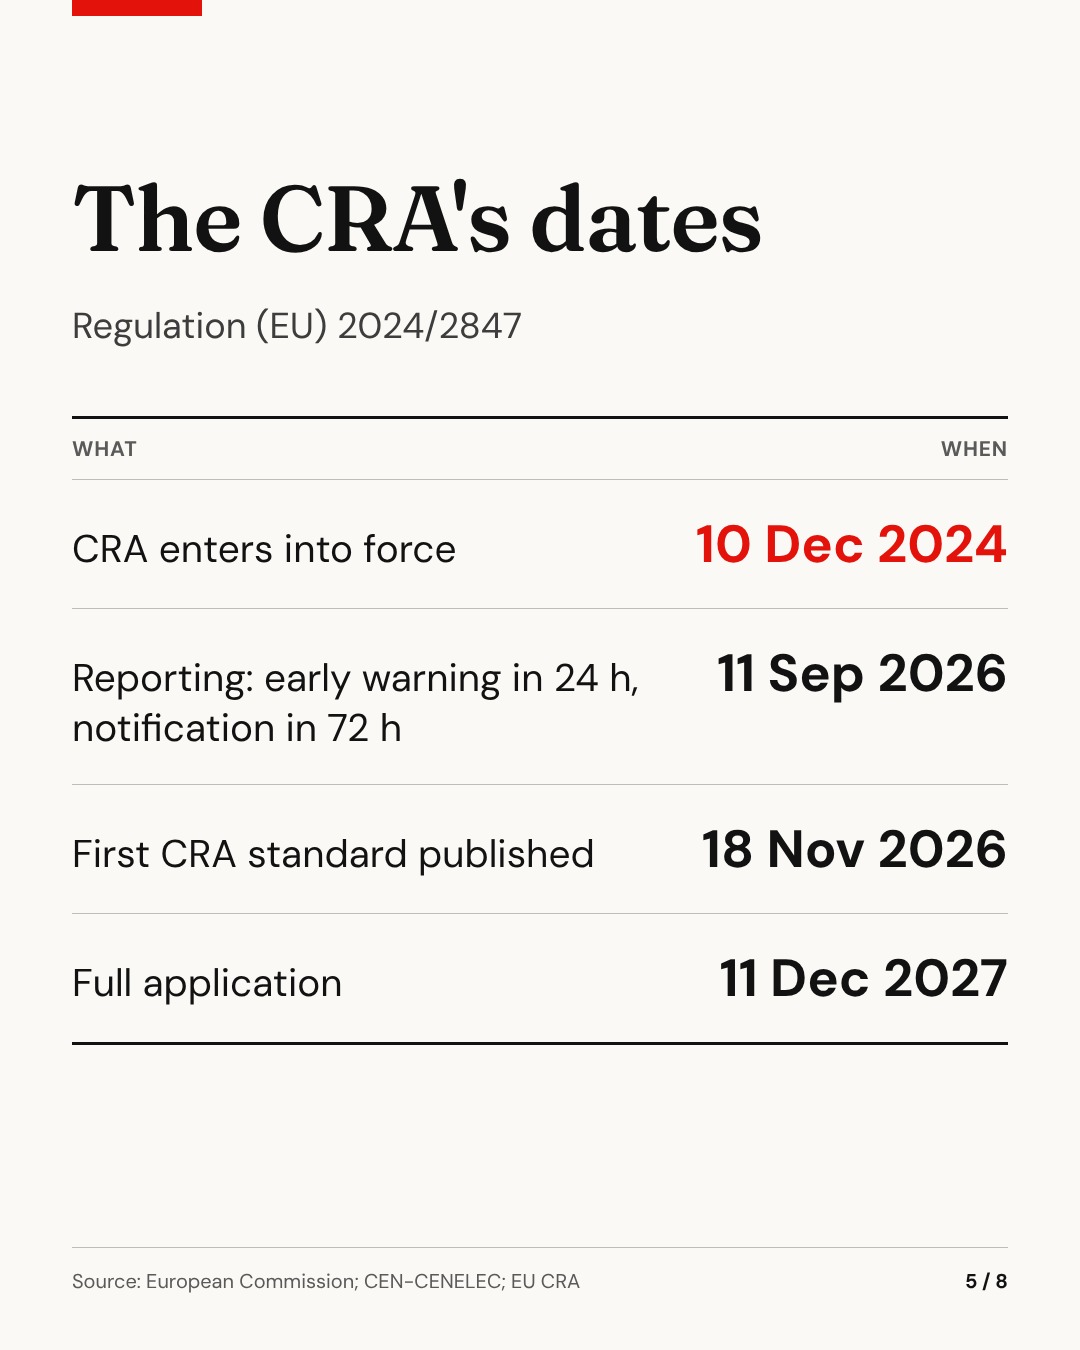 The CRA's dates
Regulation (EU) 2024/2847
WHAT WHEN
CRA enters into force 10 Dec 2024
Reporting: early warning in 24 h, 11 Sep 2026
notification in 72 h
First CRA standard published 18 Nov 2026
Full application 11 Dec 2027
Source: European Commission; CEN-CENELEC; EU CRA 5 / 8